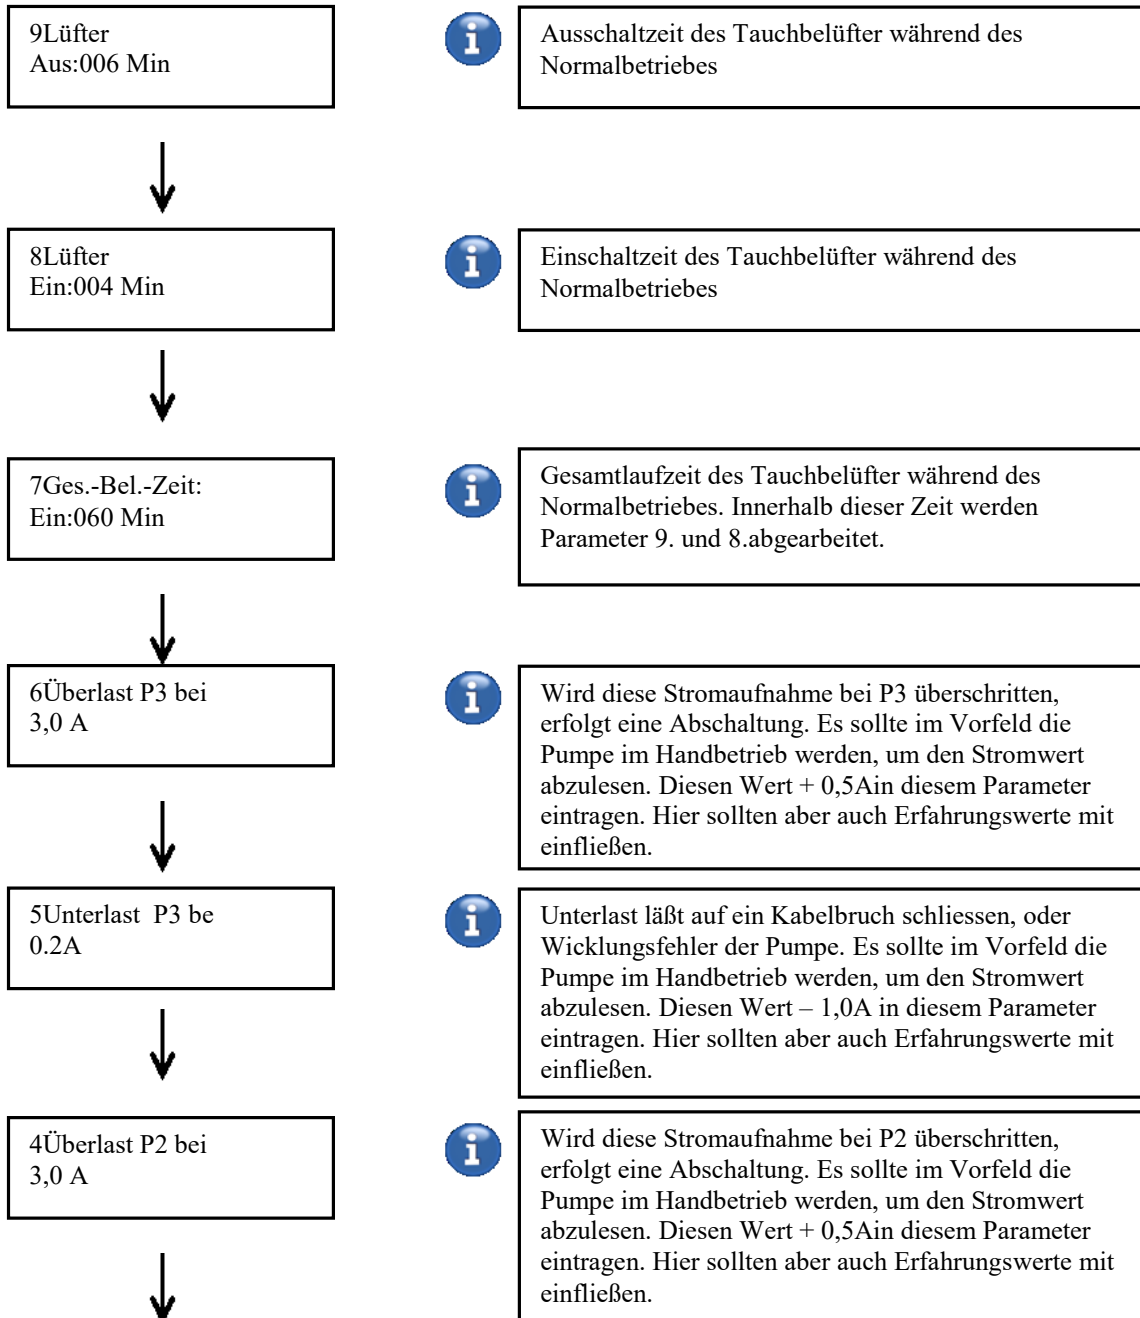 9Lüfter
Aus:006 Min
Ausschaltzeit des Tauchbelüfter während des
Normalbetriebes
8Lüfter
Ein:004 Min
Einschaltzeit des Tauchbelüfter während des
Normalbetriebes
7Ges.-Bel.-Zeit:
Ein:060 Min
Gesamtlaufzeit des Tauchbelüfter während des
Normalbetriebes. Innerhalb dieser Zeit werden
Parameter 9. und 8.abgearbeitet.
6Überlast P3 bei
3,0 A
Wird diese Stromaufnahme bei P3 überschritten,
erfolgt eine Abschaltung. Es sollte im Vorfeld die
Pumpe im Handbetrieb werden, um den Stromwert
abzulesen. Diesen Wert + 0,5Ain diesem Parameter
eintragen. Hier sollten aber auch Erfahrungswerte mit
einfließen.
5Unterlast  P3 be
0.2A
Unterlast läßt auf ein Kabelbruch schliessen, oder
Wicklungsfehler der Pumpe. Es sollte im Vorfeld die
Pumpe im Handbetrieb werden, um den Stromwert
abzulesen. Diesen Wert – 1,0A in diesem Parameter
eintragen. Hier sollten aber auch Erfahrungswerte mit
einfließen.
4Überlast P2 bei
3,0 A
Wird diese Stromaufnahme bei P2 überschritten,
erfolgt eine Abschaltung. Es sollte im Vorfeld die
Pumpe im Handbetrieb werden, um den Stromwert
abzulesen. Diesen Wert + 0,5Ain diesem Parameter
eintragen. Hier sollten aber auch Erfahrungswerte mit
einfließen.